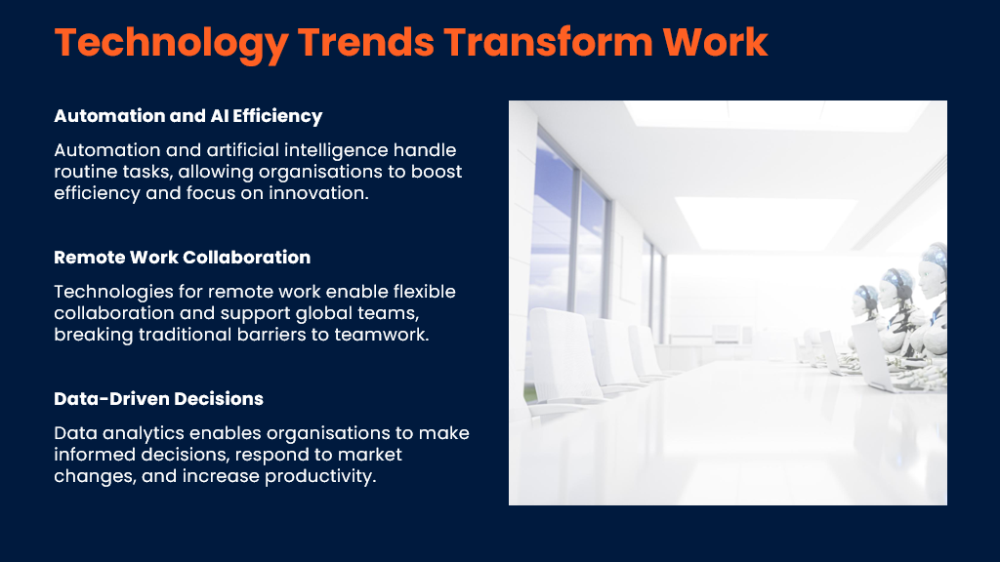 Technology Trends Transform Work
Automation and AI Efficiency
Automation and artificial intelligence handle
routine tasks, allowing organisations to boost
efficiency and focus on innovation.
Remote Work Collaboration
Technologies for remote work enable flexible
collaboration and support global teams,
breaking traditional barriers to teamwork.
Data-Driven Decisions
Data analytics enables organisations to make
informed decisions, respond to market
changes, and increase productivity.